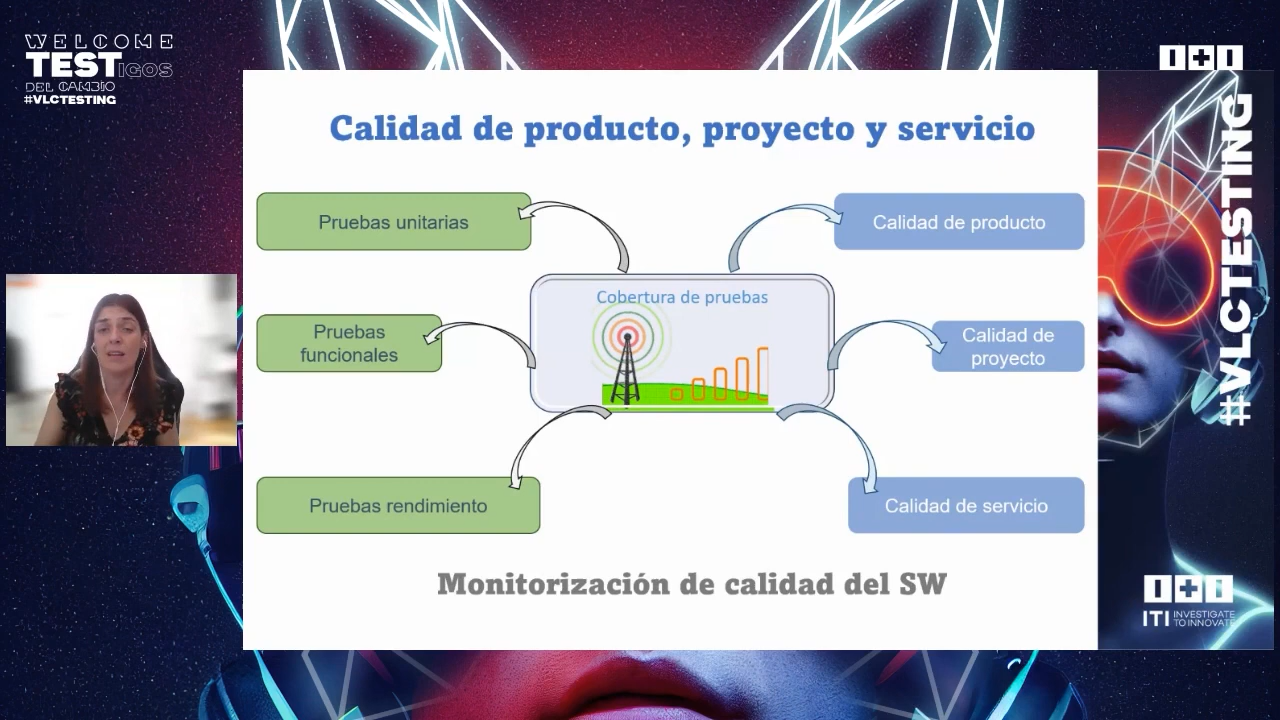 WELCOME
TESTIGOS
DEL CAMBIO
#VLCTESTING
Calidad de producto, proyecto y servicio
Pruebas unitarias
Calidad de producto
Cobertura de pruebas
Pruebas
funcionales
Calidad de
proyecto
Pruebas rendimiento
Calidad de servicio
Monitorización de calidad del SW
I+I
#VLCTESTING
I+I
ITI INVESTIGATE
TO INNOVATE